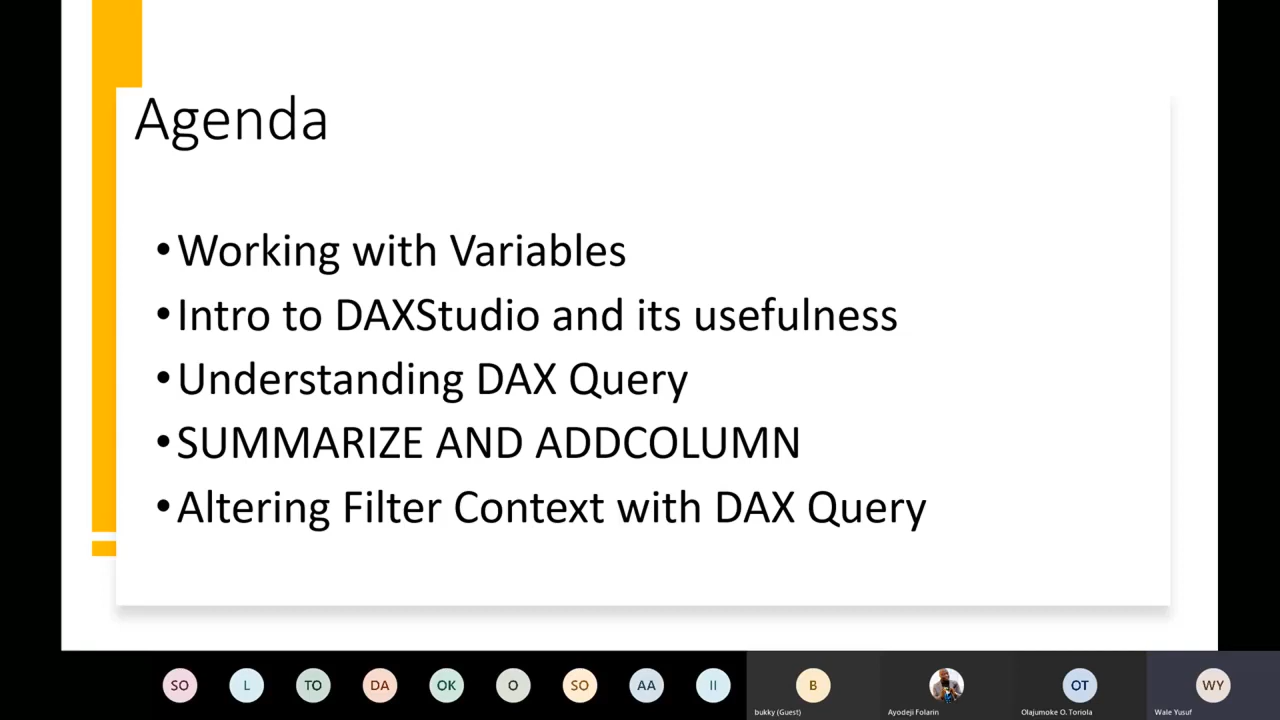 Agenda
•Working with Variables
•Intro to DAXStudio and its usefulness
•Understanding DAX Query
•SUMMARIZE AND ADDCOLUMN
•Altering Filter Context with DAX Query
SO L TO DA OK O SO AA II B OT WY
bukky (Guest) Ayodeji Folarin Olajumoke O. Toriola Wale Yusuf